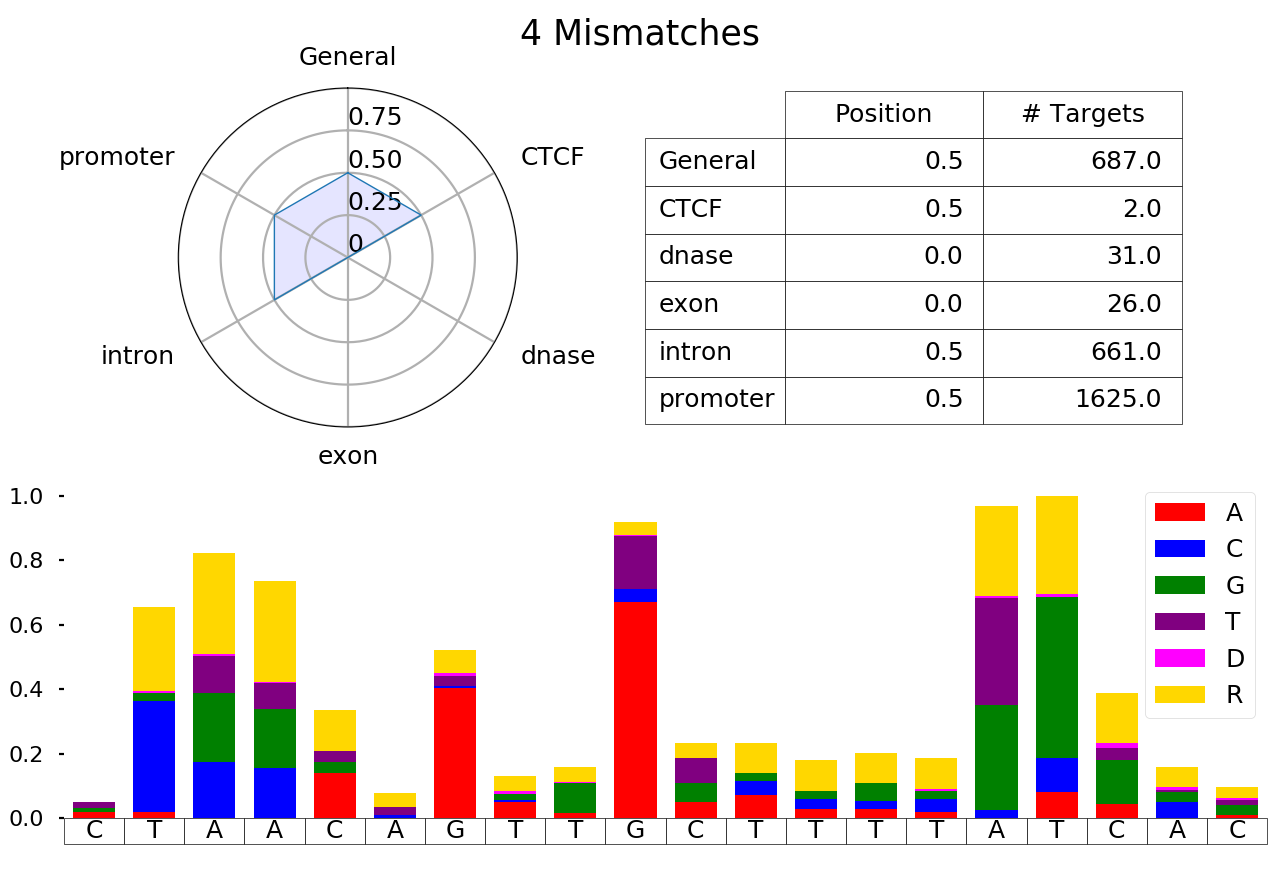 4 Mismatches
General
promoter
CTCF
0.75
0.50
0.25
0
intron
dnase
exon
Position # Targets
General 0.5 687.0
CTCF 0.5 2.0
dnase 0.0 31.0
exon 0.0 26.0
intron 0.5 661.0
promoter 0.5 1625.0
1.0
0.8
0.6
0.4
0.2
0.0
A
C
G
T
D
R
C T A A C A G T T G C T T T T A T C A C